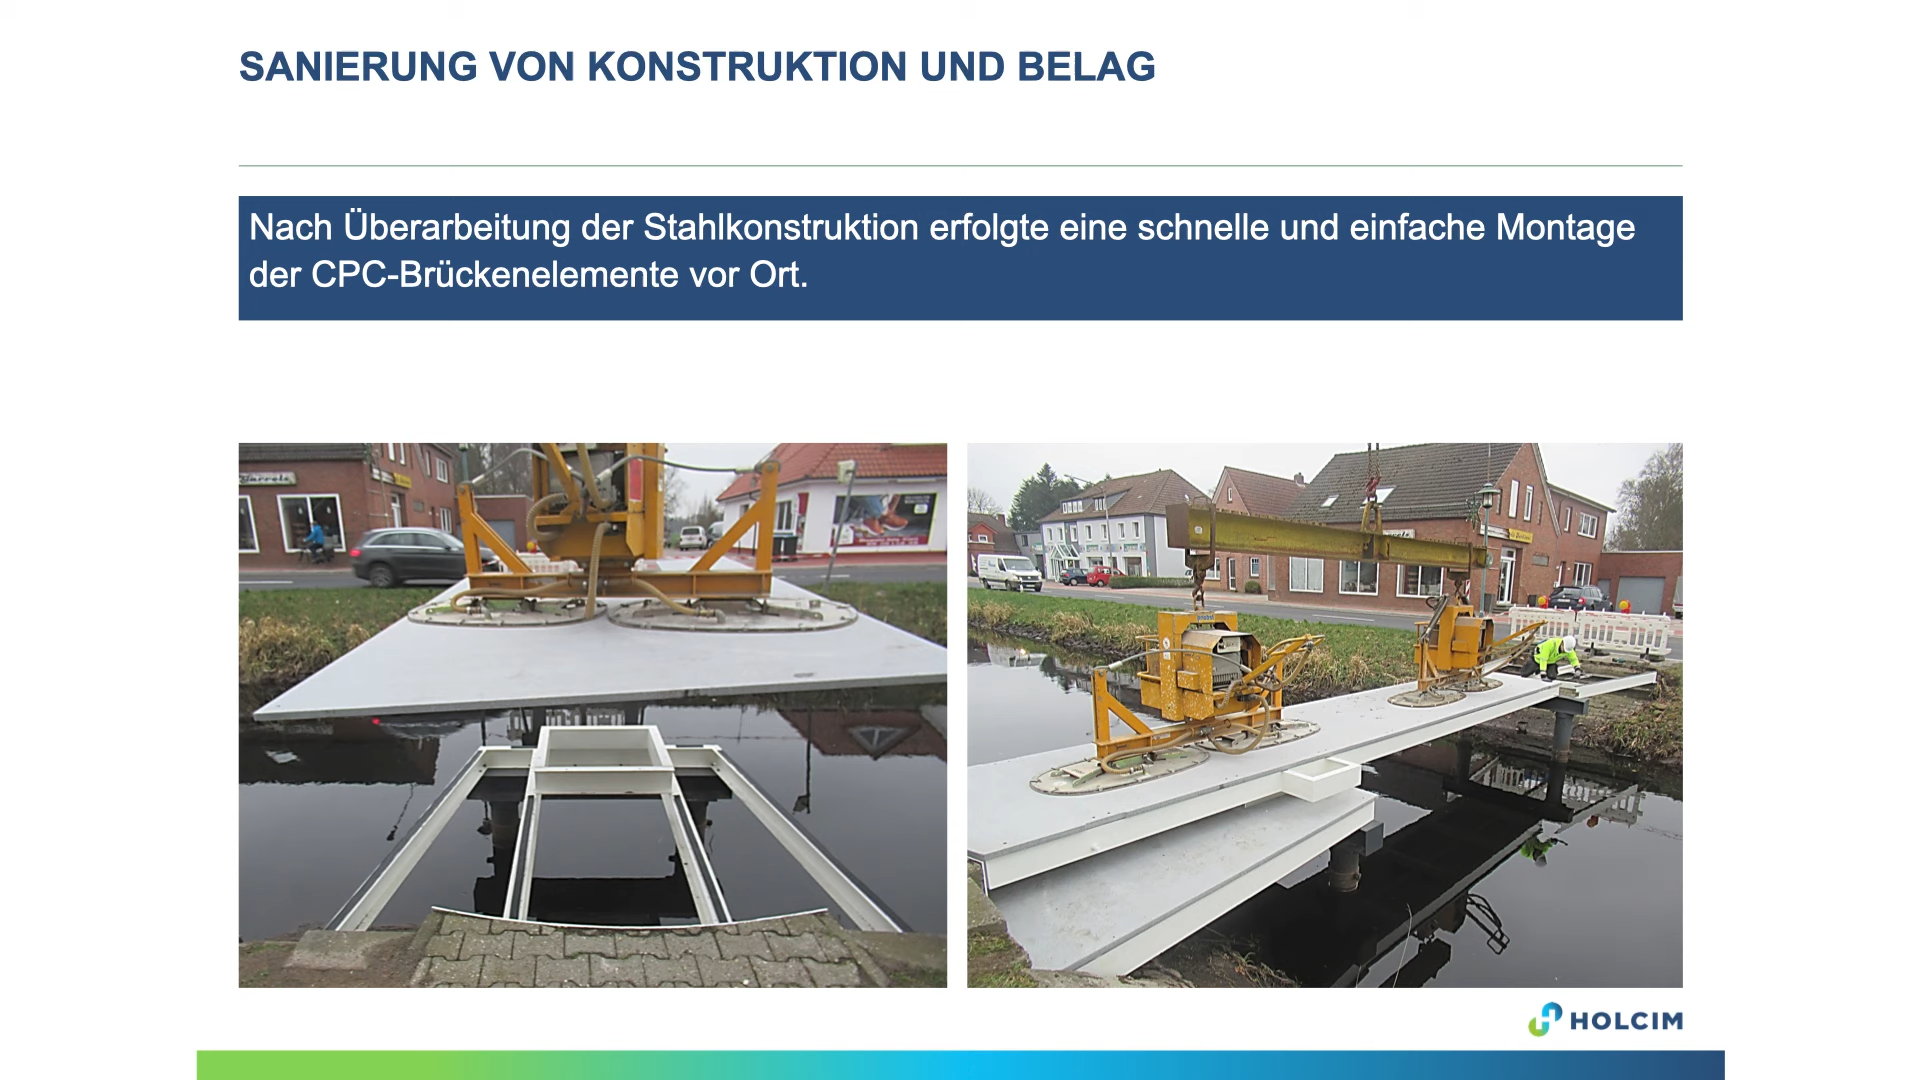 SANIERUNG VON KONSTRUKTION UND BELAG
Nach Überarbeitung der Stahlkonstruktion erfolgte eine schnelle und einfache Montage
der CPC-Brückenelemente vor Ort.
HOLCIM